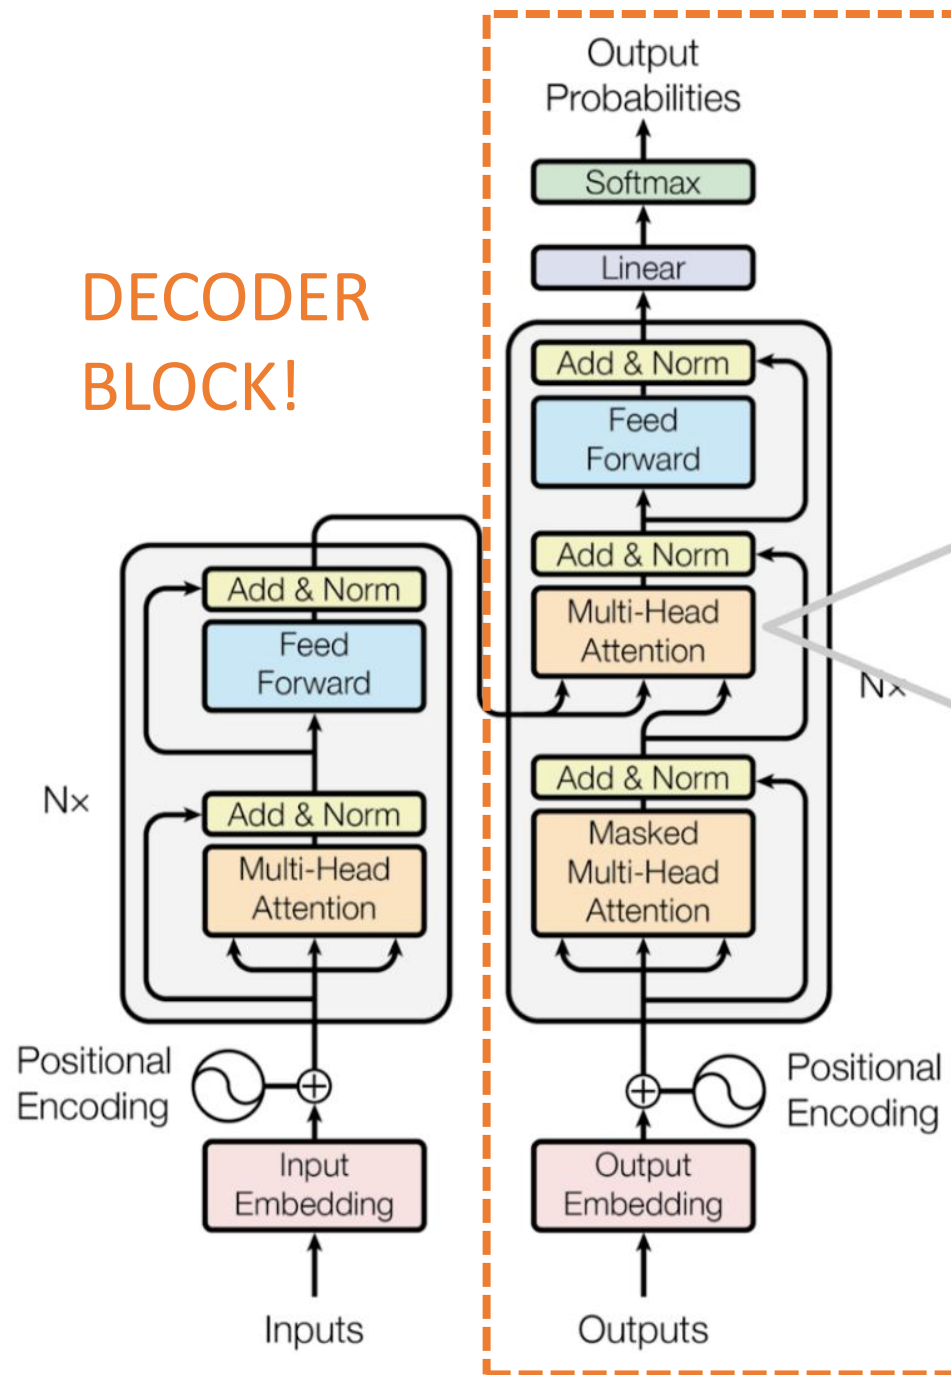 DECODER
BLOCK!
Output
Probabilities
Softmax
Linear
Add & Norm
Feed
Forward
Add & Norm
Multi-Head
Attention
Nx
Add & Norm
Masked
Multi-Head
Attention
Positional
Encoding
Output
Embedding
Outputs
Add & Norm
Feed
Forward
Nx
Add & Norm
Multi-Head
Attention
Positional
Encoding
Input
Embedding
Inputs